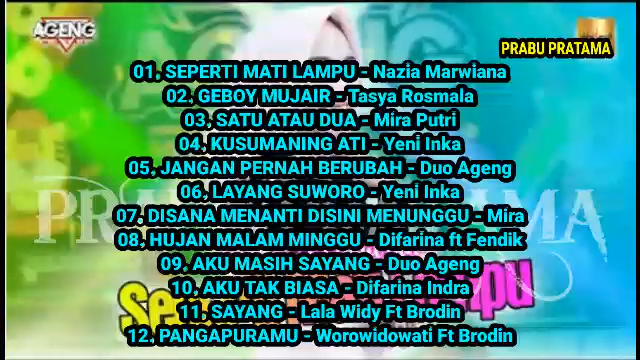 AGENG
MUSIC
PRABU PRATAMA
01, SEPERTI MATI LAMPU - Nazia Marwiana
02, GEBOY MUJAIR - Tasya Rosmala
03, SATU ATAU DUA - Mira Putri
04, KUSUMANING ATI - Yeni Inka
05, JANGAN PERNAH BERUBAH - Duo Ageng
06, LAYANG SUWORO - Yeni Inka
07, DISANA MENANTI DISINI MENUNGGU - Mira
08, HUJAN MALAM MINGGU - Difarina ft Fendik
09, AKU MASIH SAYANG - Duo Ageng
10, AKU TAK BIASA - Difarina Indra
11, SAYANG - Lala Widy Ft Brodin
12, PANGAPURAMU - Worowidowati Ft Brodin